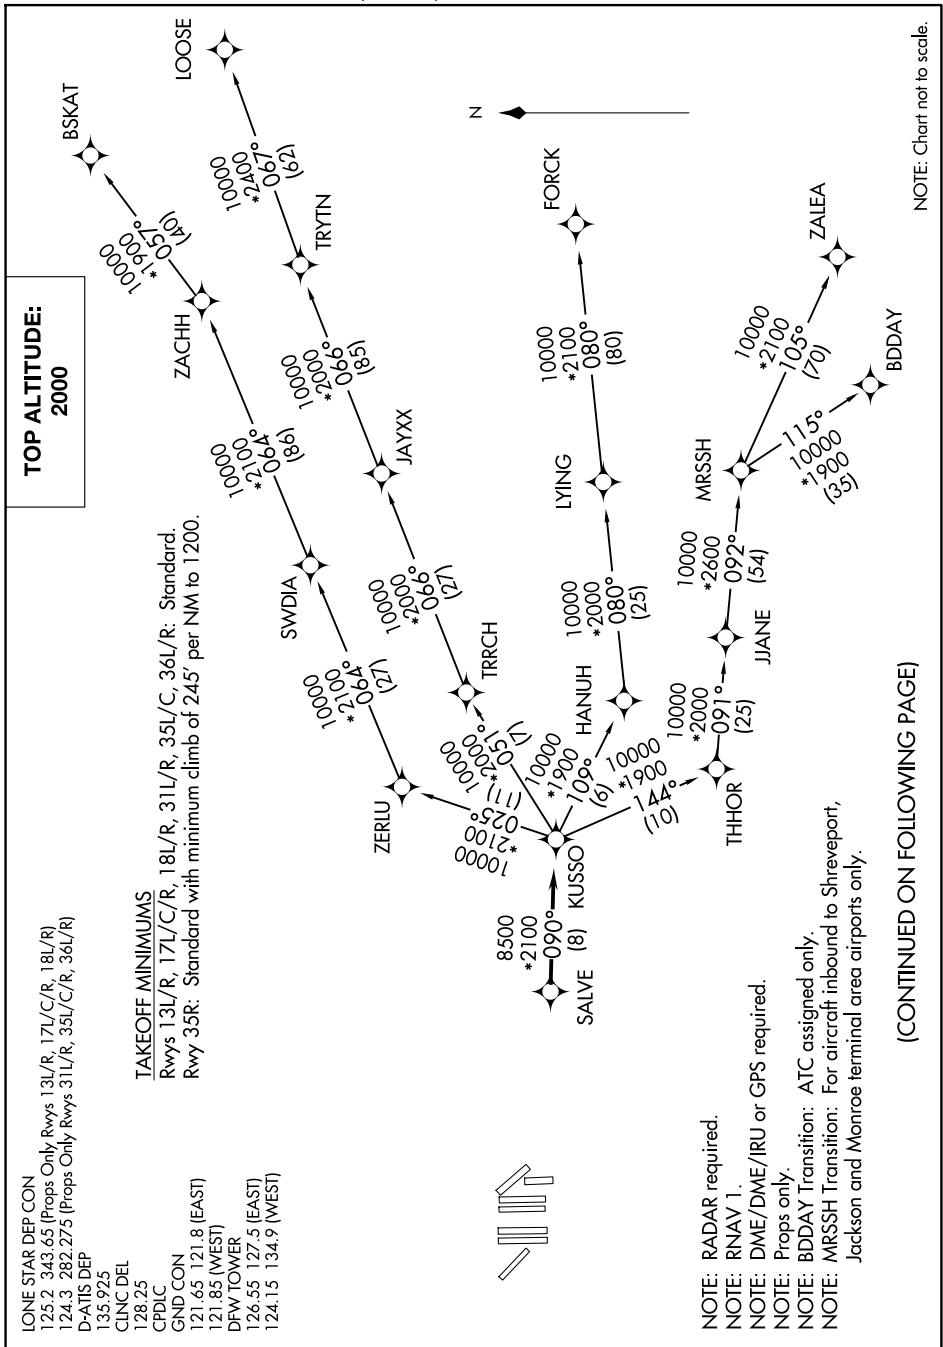 LONE STAR DEP CON
125.2 343.65 (Props Only Rwys 13L/R, 17L/C/R, 18L/R)
124.3 282.275 (Props Only Rwys 31L/R, 35L/C/R, 36L/R)
D-ATIS DEP
135.925
CLNC DEL
128.25
CPDLC
GND CON
121.65 121.8 (EAST)
121.85 (WEST)
DFW TOWER
126.55 127.5 (EAST)
124.15 134.9 (WEST)
TOP ALTITUDE:
2000
TAKEOFF MINIMUMS
Rwys 13L/R, 17L/C/R, 18L/R, 31L/R, 35L/C, 36L/R: Standard.
Rwy 35R: Standard with minimum climb of 245' per NM to 1200.
BSKAT
10000
*1900
057°
(40)
ZACHH
10000
*2100
064°
(86)
SWDIA
10000
*2100
064°
(27)
ZERLU
10000
*2100
025°
(11)
LOOSE
10000
*2400
067°
(62)
TRYTN
10000
*2000
066°
(85)
JAYXX
10000
*2000
066°
(27)
TRRCH
10000
*2000
051°
(7)
N
FORCK
10000
*2100
080°
(80)
LYING
10000
*2000
080°
(25)
HANUH
10000
*1900
109°
(6)
SALVE
8500
*2100
090°
(8)
KUSSO
10000
*1900
144°
(10)
THHOR
10000
*2000
091°
(25)
JJANE
10000
*2600
092°
(54)
MRSSH
10000
*2100
105°
(70)
ZALEA
115°
10000
*1900
(35)
BDDAY
NOTE: RADAR required.
NOTE: RNAV 1.
NOTE: DME/DME/IRU or GPS required.
NOTE: Props only.
NOTE: BDDAY Transition: ATC assigned only.
NOTE: MRSSH Transition: For aircraft inbound to Shreveport,
Jackson and Monroe terminal area airports only.
(CONTINUED ON FOLLOWING PAGE)
NOTE: Chart not to scale.